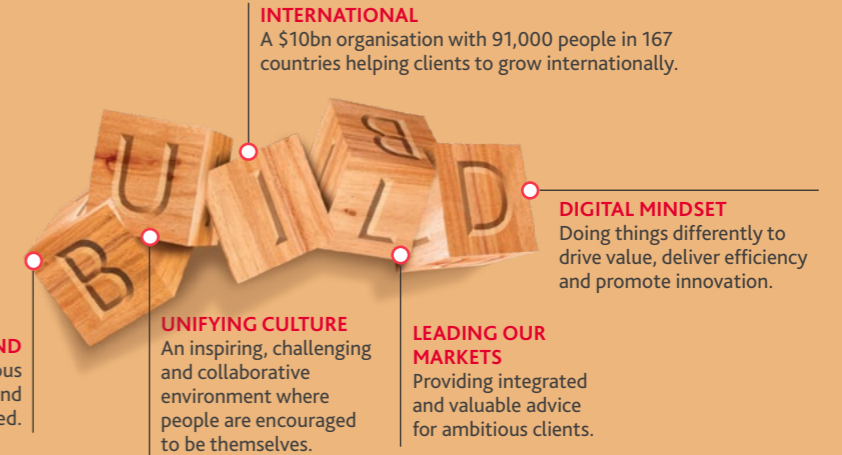 INTERNATIONAL
A $10bn organisation with 91,000 people in 167
countries helping clients to grow internationally.
B
U
I
L
B
D
DIGITAL MINDSET
Doing things differently to
drive value, deliver efficiency
and promote innovation.
UNIFYING CULTURE
An inspiring, challenging
and collaborative
environment where
people are encouraged
to be themselves.
LEADING OUR
MARKETS
Providing integrated
and valuable advice
for ambitious clients.